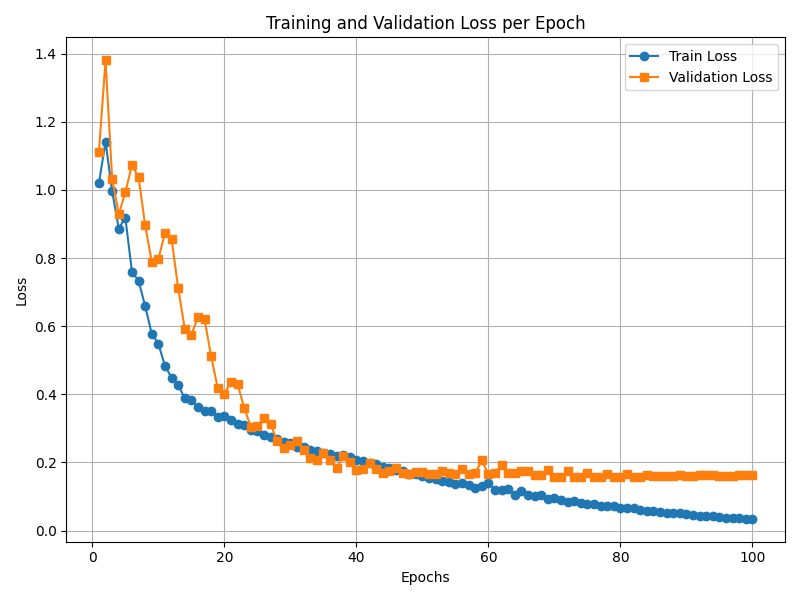 Training and Validation Loss per Epoch
Train Loss
Validation Loss
1.4
1.2
1.0
0.8
0.6
0.4
0.2
0.0
Loss
0 20 40 60 80 100
Epochs